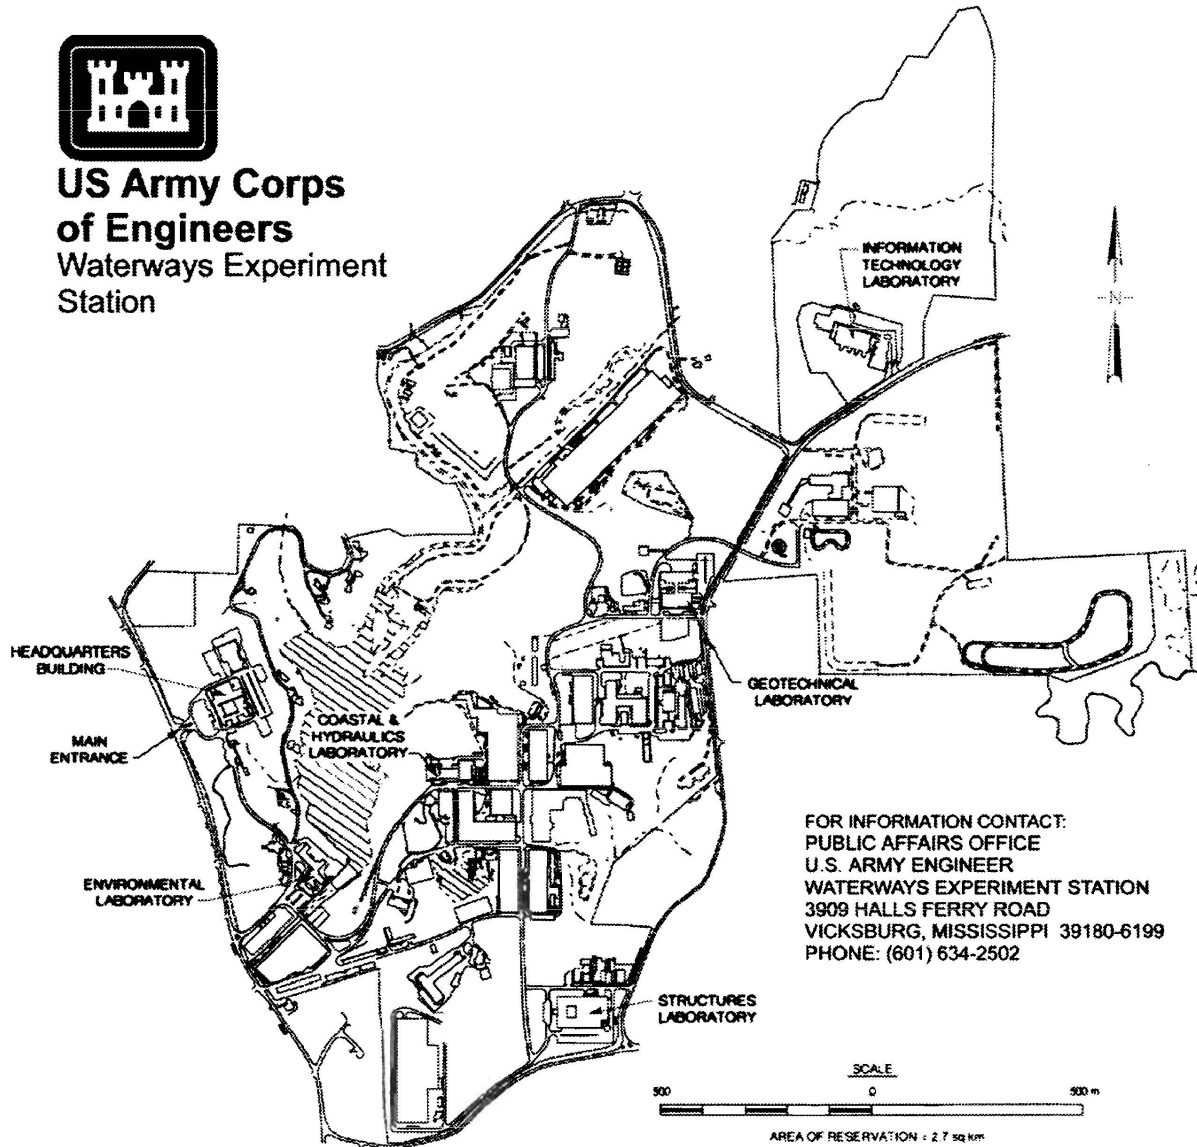 US Army Corps
of Engineers
Waterways Experiment
Station
INFORMATION
TECHNOLOGY
LABORATORY
N
HEADQUARTERS
BUILDING
MAIN
ENTRANCE
COASTAL &
HYDRAULICS
LABORATORY
GEOTECHNICAL
LABORATORY
ENVIRONMENTAL
LABORATORY
STRUCTURES
LABORATORY
FOR INFORMATION CONTACT:
PUBLIC AFFAIRS OFFICE
U.S. ARMY ENGINEER
WATERWAYS EXPERIMENT STATION
3909 HALLS FERRY ROAD
VICKSBURG, MISSISSIPPI 39180-6199
PHONE: (601) 634-2502
SCALE
500 0 500 m
AREA OF RESERVATION : 2.7 sq km